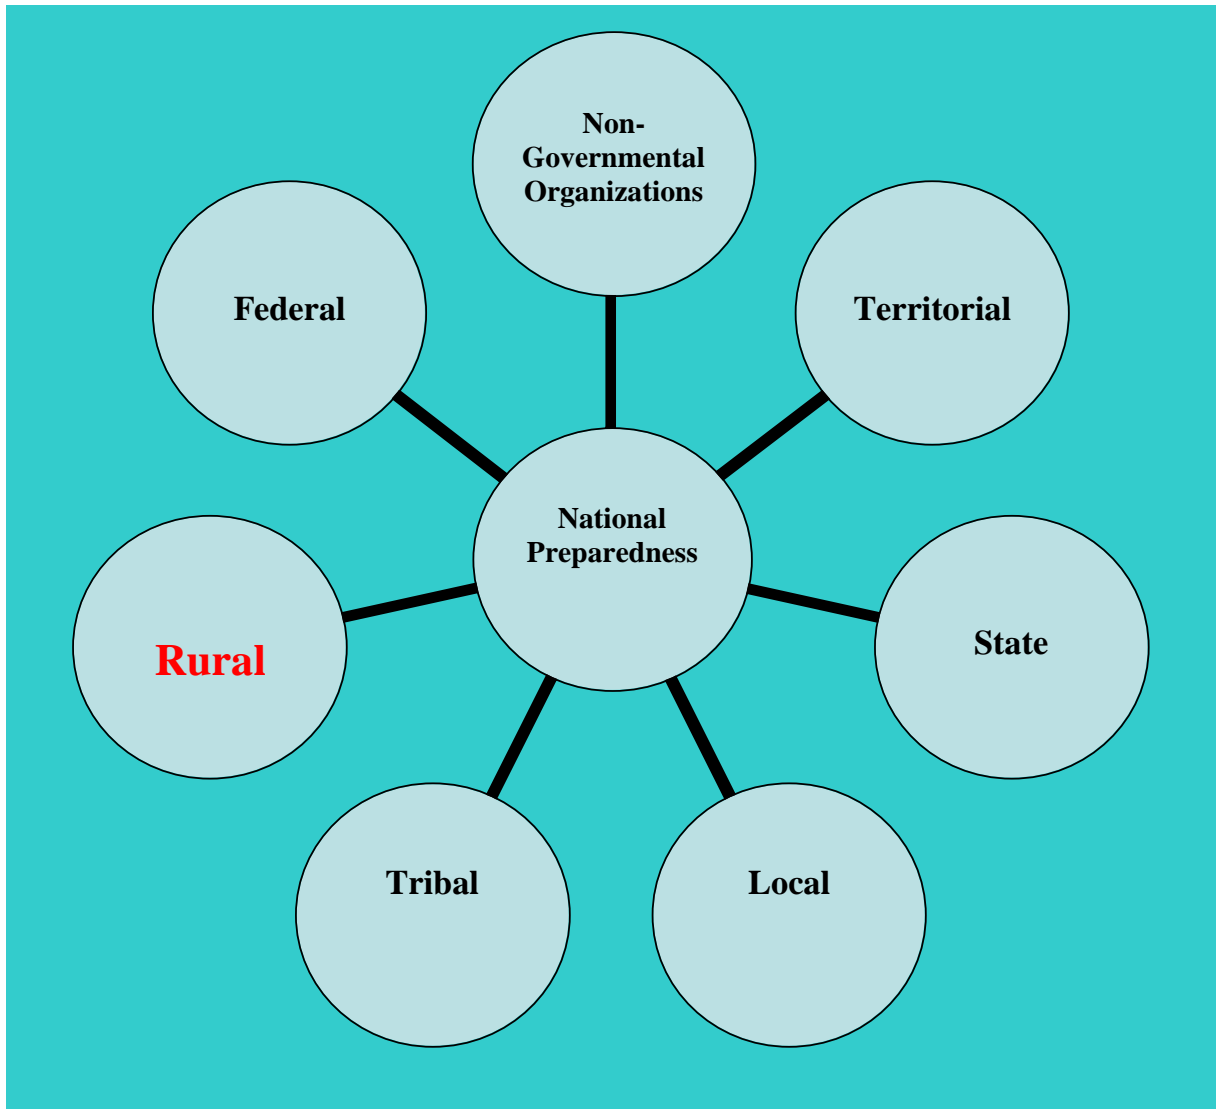 Non-
Governmental
Organizations
Federal
Territorial
National
Preparedness
Rural
State
Tribal
Local